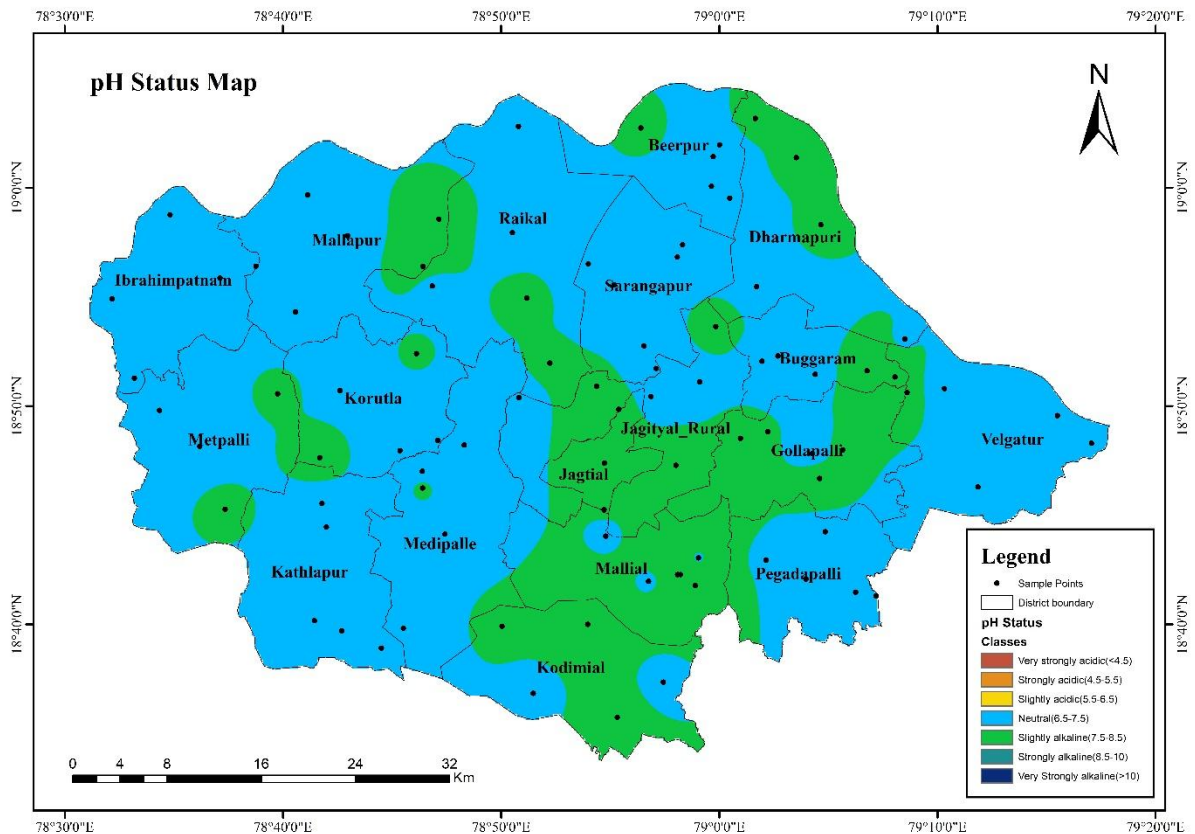 78°30'0"E 78°40'0"E 78°50'0"E 79°0'0"E 79°10'0"E 79°20'0"E
pH Status Map
N
19°0'0"N 19°0'0"N
18°50'0"N 18°50'0"N
18°40'0"N 18°40'0"N
Beerpur
Raikal
Mallapur
Dharmapuri
Ibrahimpatnam
Sarangapur
Buggaram
Korutla
Jagityal_Rural
Metpalli
Gollapalli
Velgatur
Jagtial
Medipalle
Mallial
Kathlapur
Pegadapalli
Kodimial
Legend
Sample Points
District boundary
pH Status
Classes
Very strongly acidic(<4.5)
Strongly acidic(4.5-5.5)
Slightly acidic(5.5-6.5)
Neutral(6.5-7.5)
Slightly alkaline(7.5-8.5)
Strongly alkaline(8.5-10)
Very Strongly alkaline(>10)
0 4 8 16 24 32
Km
78°30'0"E 78°40'0"E 78°50'0"E 79°0'0"E 79°10'0"E 79°20'0"E